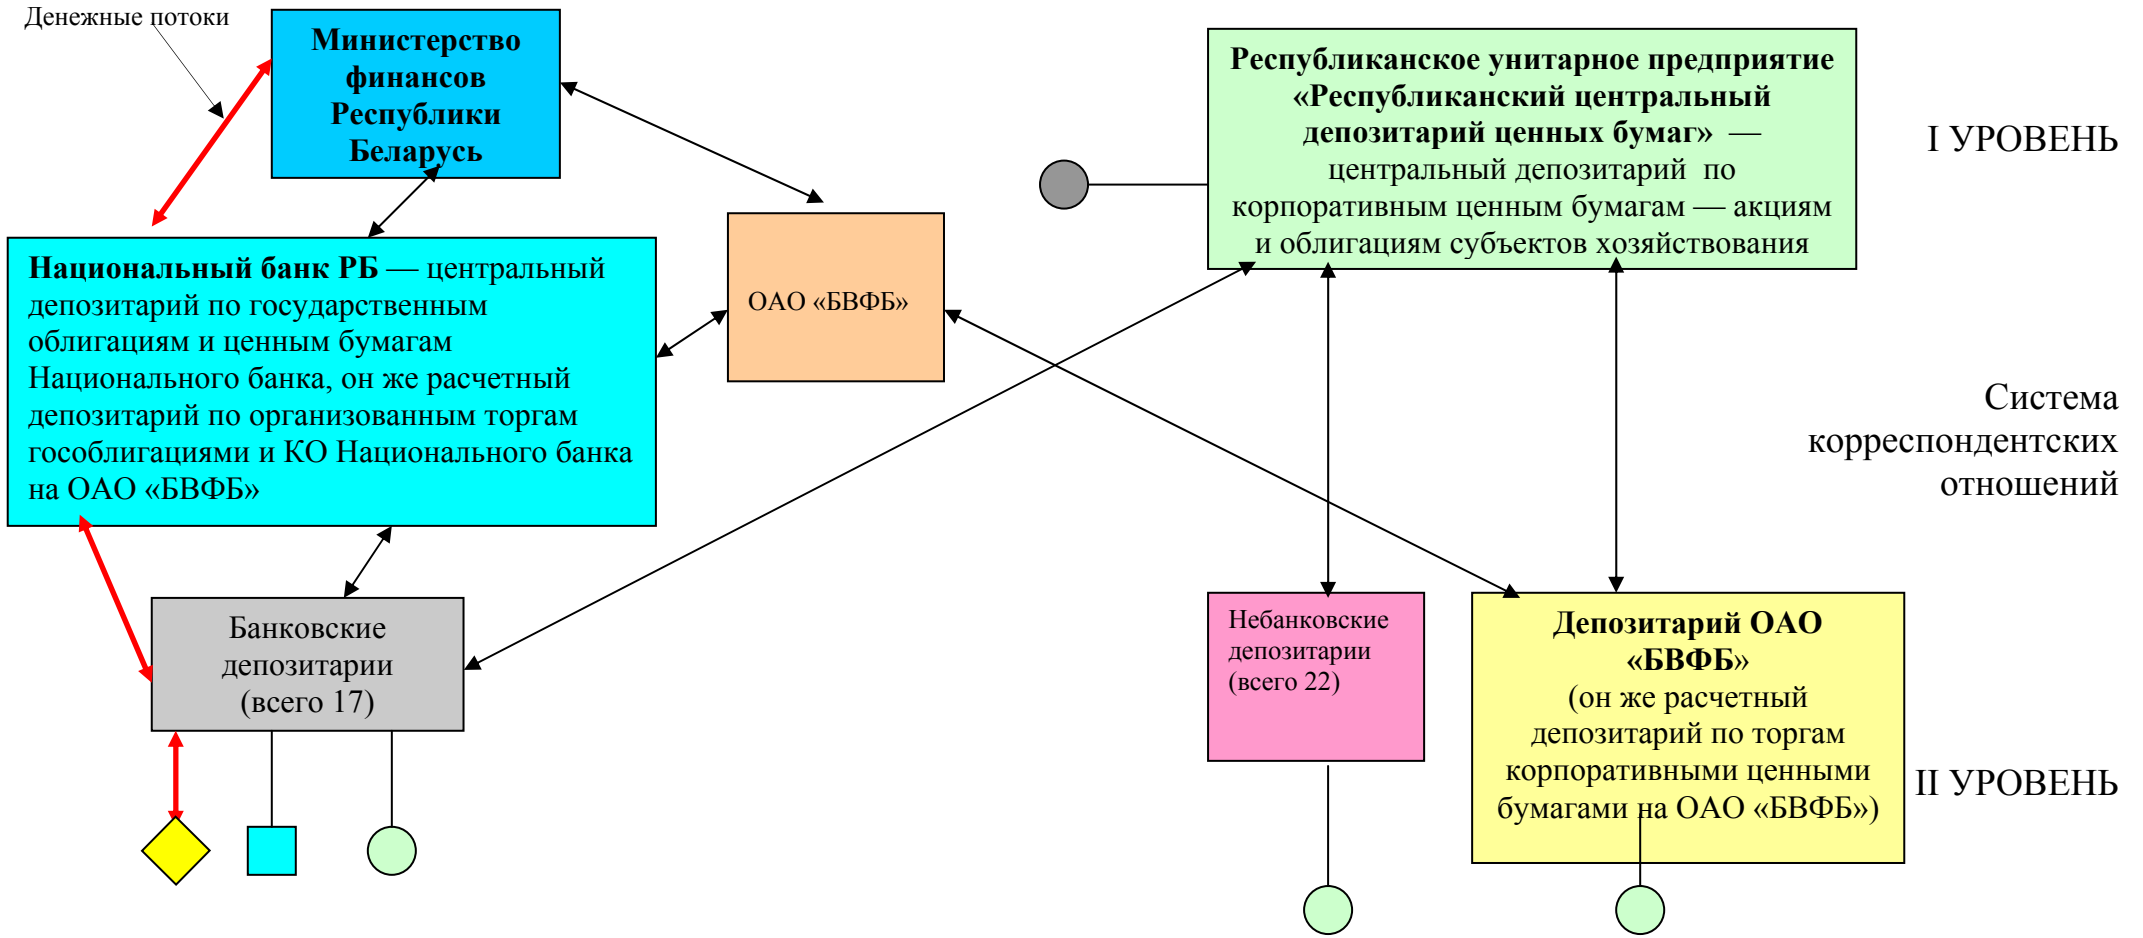 Денежные потоки
Министерство
финансов
Республики
Беларусь
Республиканское унитарное предприятие
«Республиканский центральный
депозитарий ценных бумаг» —
центральный депозитарий по
корпоративным ценным бумагам — акциям
и облигациям субъектов хозяйствования
I УРОВЕНЬ
Национальный банк РБ — центральный
депозитарий по государственным
облигациям и ценным бумагам
Национального банка, он же расчетный
депозитарий по организованным торгам
гособлигациями и КО Национального банка
на ОАО «БВФБ»
ОАО «БВФБ»
Система
корреспондентских
отношений
Банковские
депозитарии
(всего 17)
Небанковские
депозитарии
(всего 22)
Депозитарий ОАО
«БВФБ»
(он же расчетный
депозитарий по торгам
корпоративными ценными
бумагами на ОАО «БВФБ»)
II УРОВЕНЬ